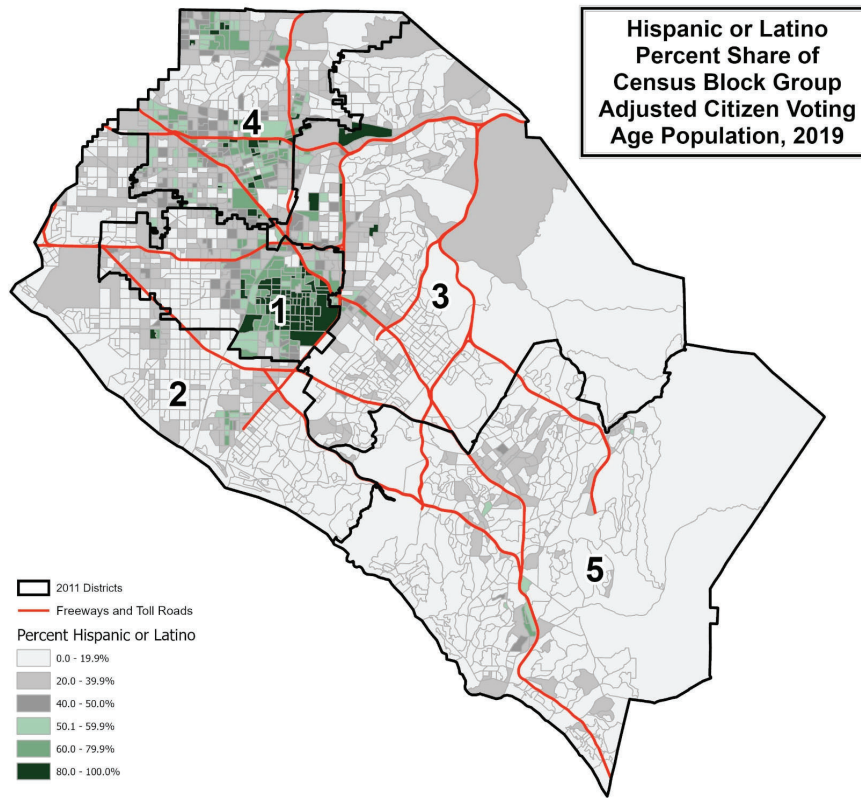 Hispanic or Latino
Percent Share of
Census Block Group
Adjusted Citizen Voting
Age Population, 2019
4
3
1
2
5
2011 Districts
Freeways and Toll Roads
Percent Hispanic or Latino
0.0 - 19.9%
20.0 - 39.9%
40.0 - 50.0%
50.1 - 59.9%
60.0 - 79.9%
80.0 - 100.0%